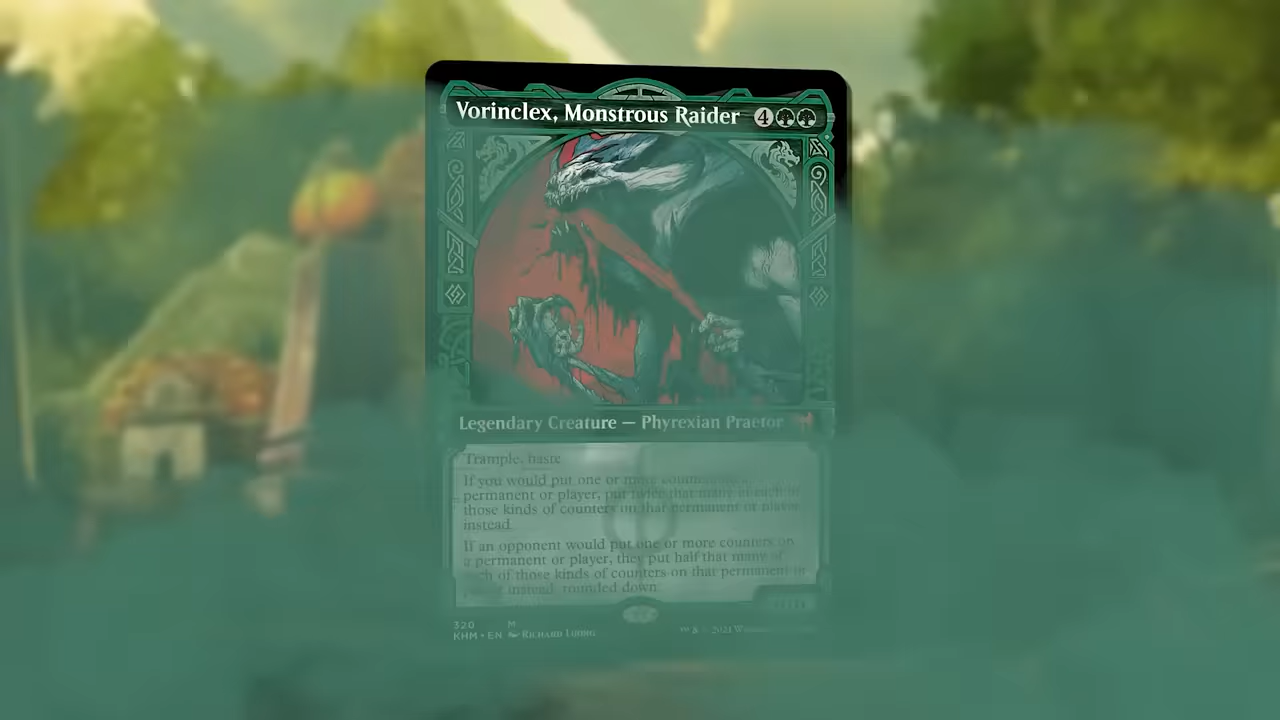 Vorinclex, Monstrous Raider 4
Legendary Creature — Phyrexian Praetor
Trample, haste
If you would put one or more counters on a
permanent or player, put twice that many of each of
those kinds of counters on that permanent or player
instead.
If an opponent would put one or more counters on
a permanent or player, they put half that many of
each of those kinds of counters on that permanent or
player instead, rounded down.
320 M
KHM • EN Richard Luong ™ & © 2021 Wizards